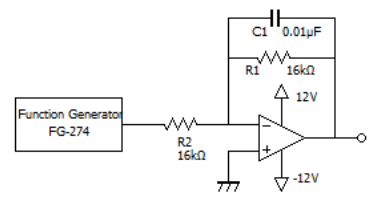 C1 0.01µF
R1 16kΩ
12V
Function Generator
FG-274
R2
16kΩ
-12V